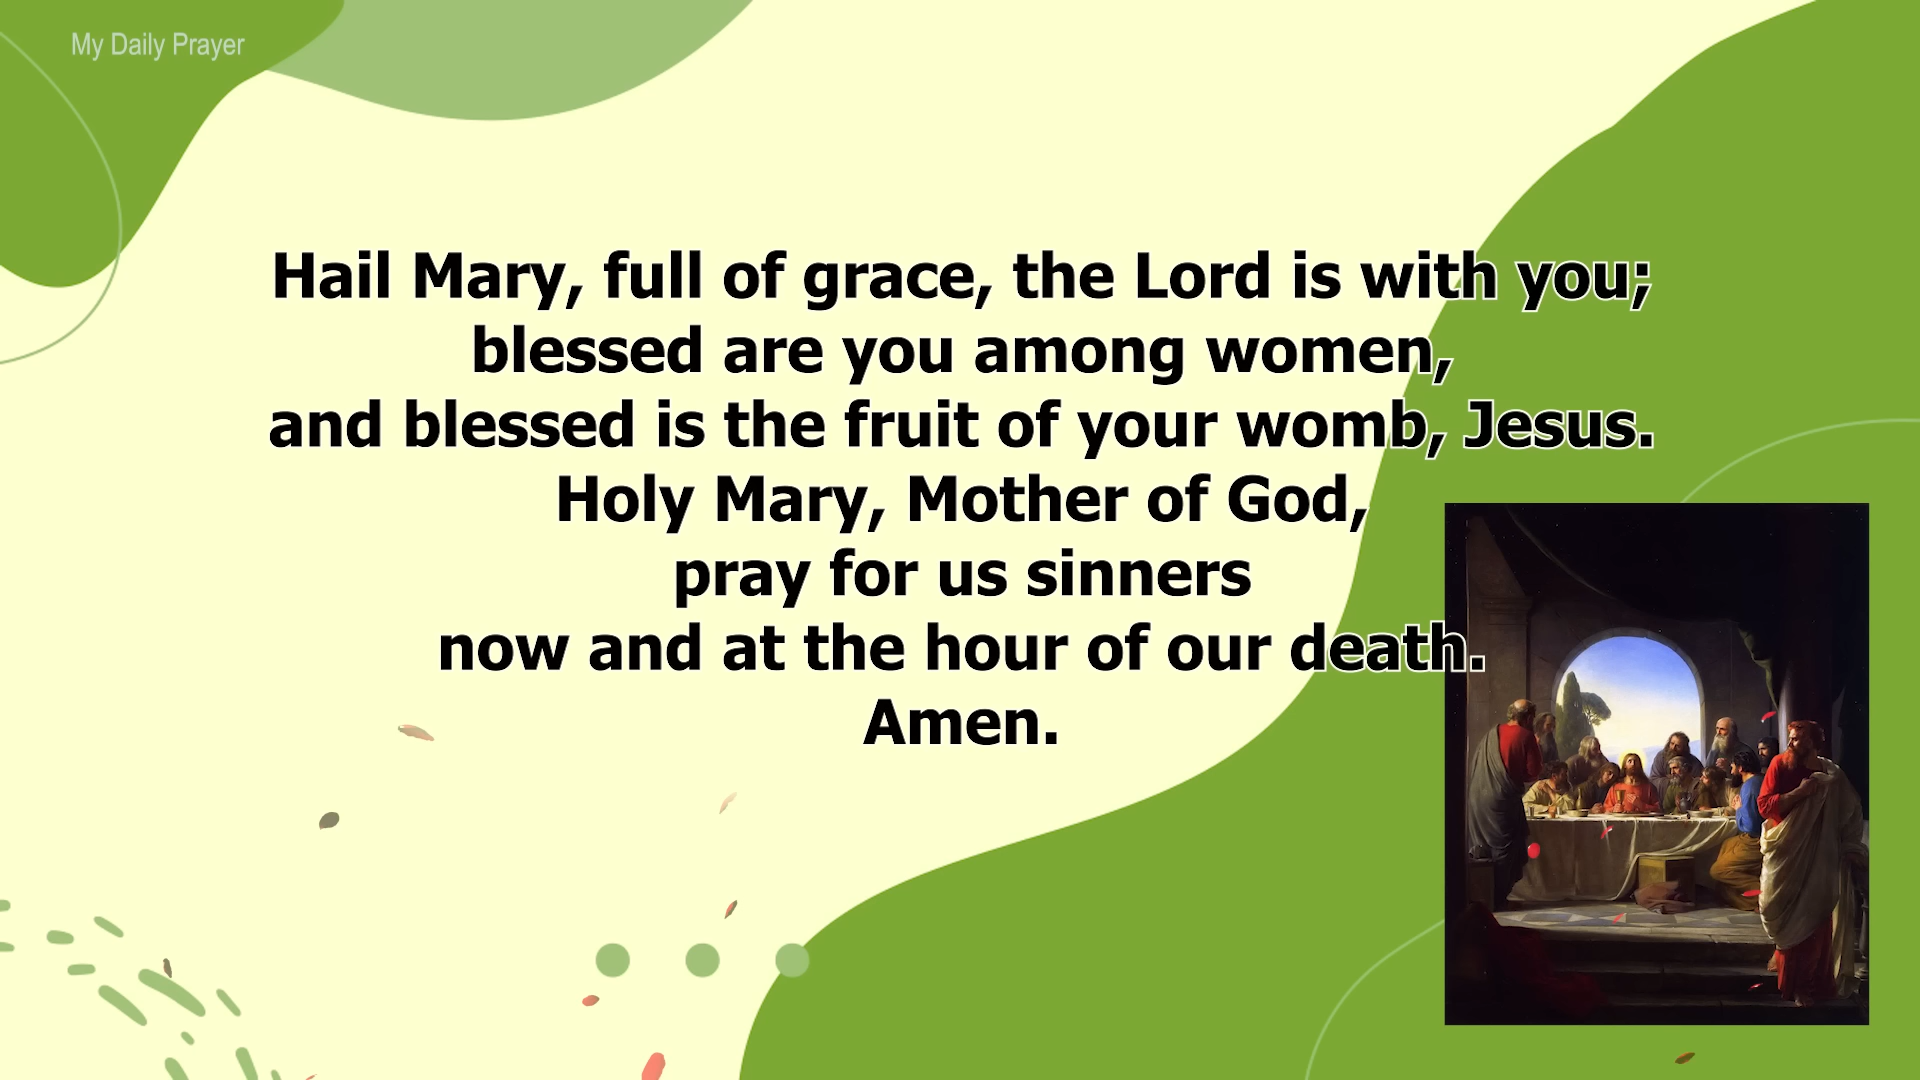 My Daily Prayer
Hail Mary, full of grace, the Lord is with you;
blessed are you among women,
and blessed is the fruit of your womb, Jesus.
Holy Mary, Mother of God,
pray for us sinners
now and at the hour of our death.
Amen.